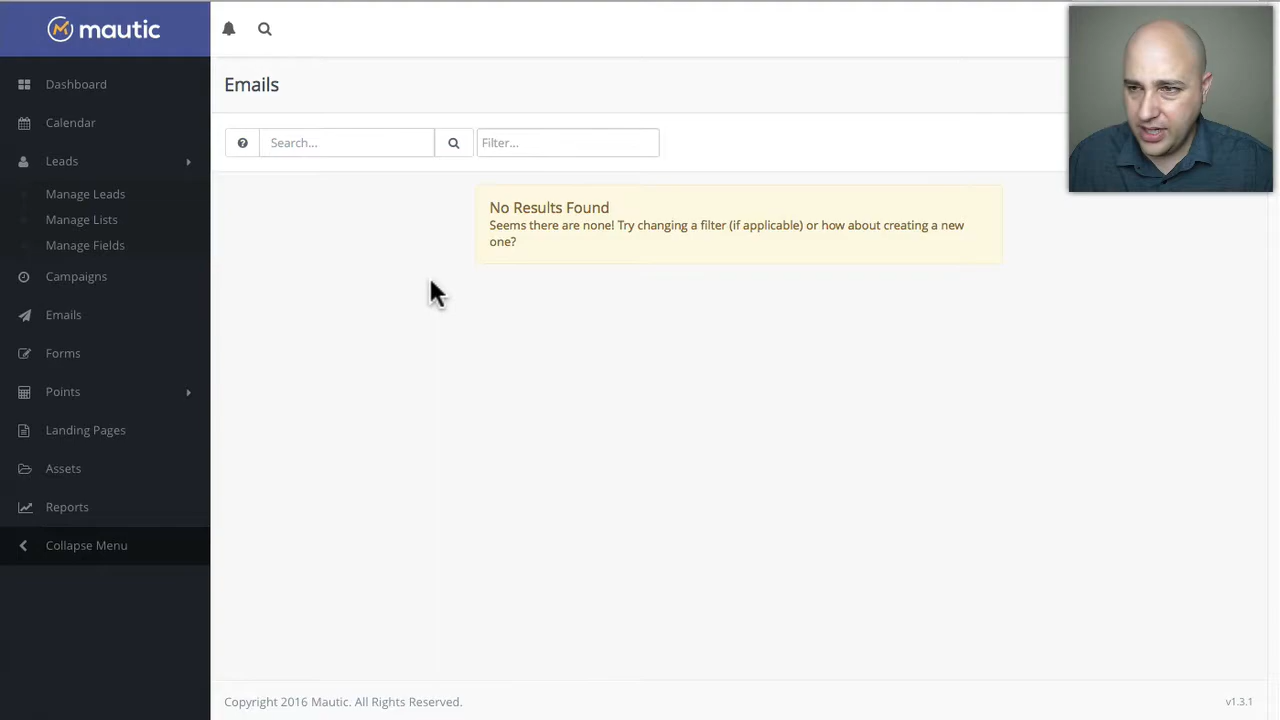 mautic
Emails
Dashboard
Calendar
Leads
Manage Leads
Manage Lists
Manage Fields
Campaigns
Emails
Forms
Points
Landing Pages
Assets
Reports
Collapse Menu
Search...
Filter...
No Results Found
Seems there are none! Try changing a filter (if applicable) or how about creating a new
one?
Copyright 2016 Mautic. All Rights Reserved.
v1.3.1